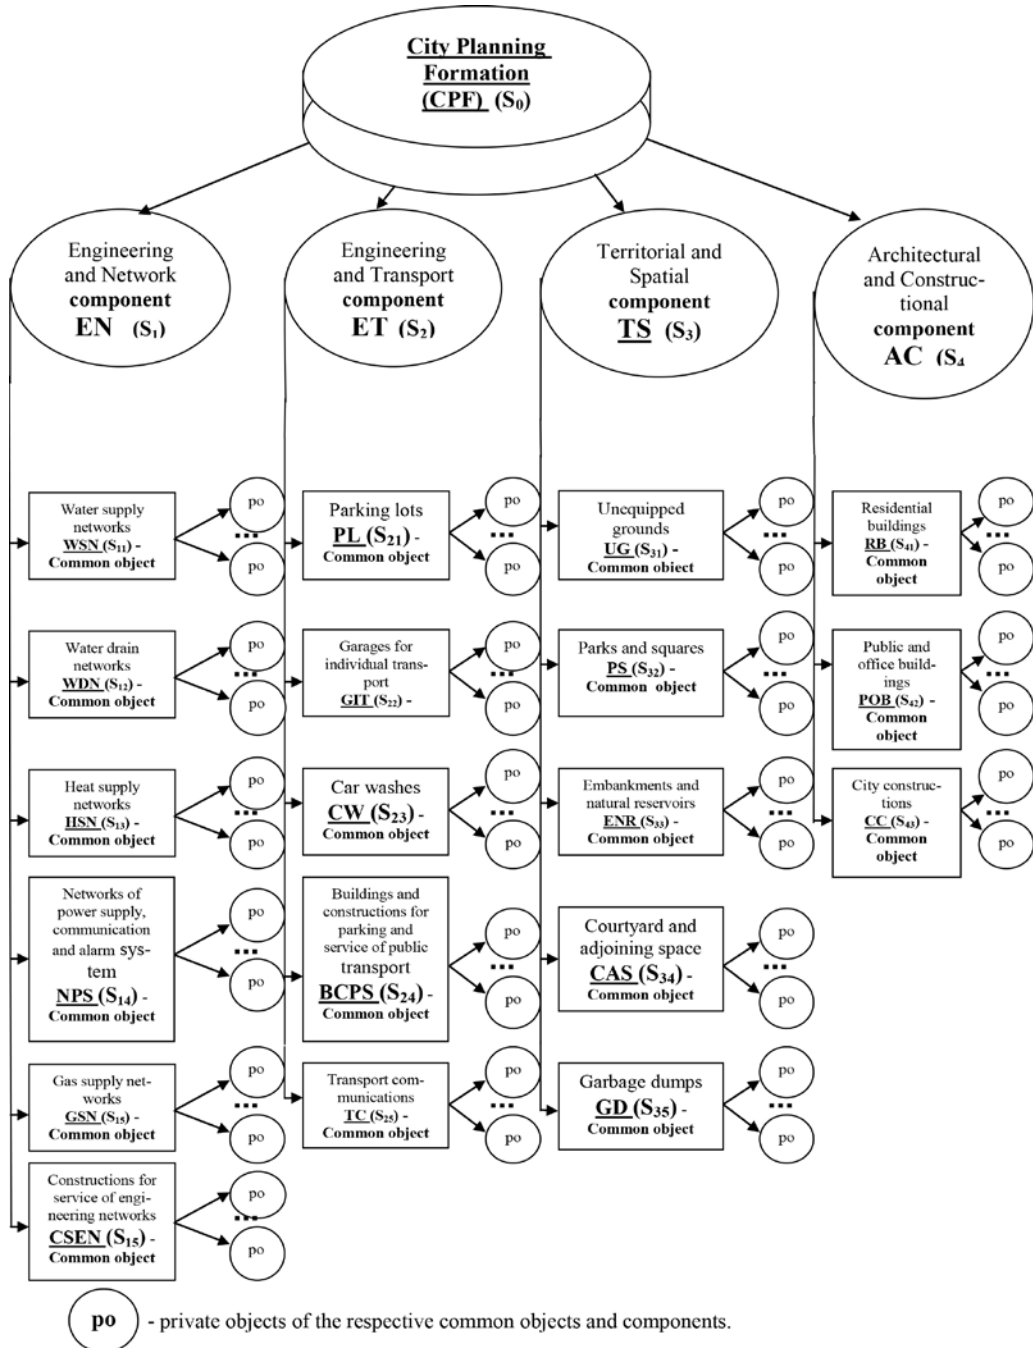 City Planning
Formation
(CPF) (S0)
Engineering
and Network
component
EN (S1)
Engineering
and Transport
component
ET (S2)
Territorial and
Spatial
component
TS (S3)
Architectural
and Construc-
tional
component
AC (S4
Water supply
networks
WSN (S11) -
Common object
po
...
po
Water drain
networks
WDN (S12) -
Common object
po
...
po
Heat supply
networks
HSN (S13) -
Common object
po
...
po
Networks of
power supply,
communication
and alarm sys-
tem
NPS (S14) -
Common object
po
...
po
Gas supply net-
works
GSN (S15) -
Common object
po
...
po
Constructions for
service of engi-
neering networks
CSEN (S15) -
Common object
po
...
po
Parking lots
PL (S21) -
Common object
po
...
po
Garages for
individual trans-
port
GIT (S22) -
po
...
po
Car washes
CW (S23) -
Common object
po
...
po
Buildings and
constructions for
parking and
service of public
transport
BCPS (S24) -
Common object
po
...
po
Transport com-
munications
TC (S25) -
Common object
po
...
po
Unequipped
grounds
UG (S31) -
Common object
po
...
po
Parks and squares
PS (S32) -
Common object
po
...
po
Embankments and
natural reservoirs
ENR (S33) -
Common object
po
...
po
Courtyard and
adjoining space
CAS (S34) -
Common object
po
...
po
Garbage dumps
GD (S35) -
Common object
po
...
po
Residential
buildings
RB (S41) -
Common
object
po
...
po
Public and
office build-
ings
POB (S42) -
Common
object
po
...
po
City construc-
tions
CC (S43) -
Common
object
po
...
po
po - private objects of the respective common objects and components.